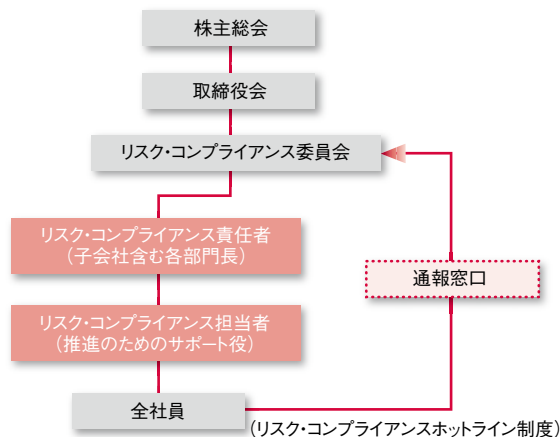 株主総会
取締役会
リスク・コンプライアンス委員会
リスク・コンプライアンス責任者
（子会社含む各部門長）
通報窓口
リスク・コンプライアンス担当者
（推進のためのサポート役）
全社員
（リスク・コンプライアンスホットライン制度）